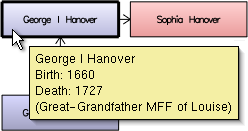 George I Hanover
Sophia Hanover
George I Hanover
Birth: 1660
Death: 1727
(Great-Grandfather MFF of Louise)